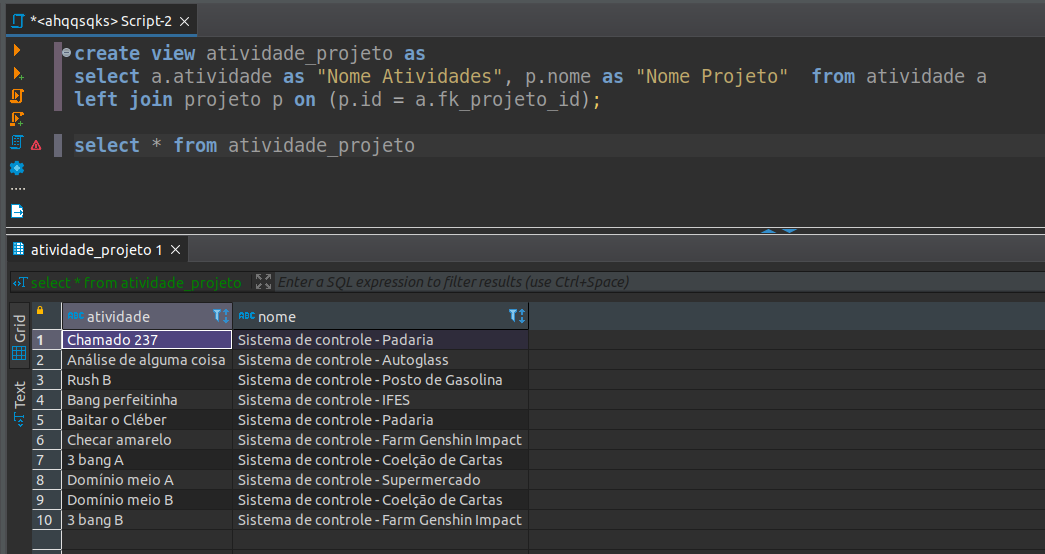 *<ahqqsqks> Script-2
create view atividade_projeto as
select a.atividade as "Nome Atividades", p.nome as "Nome Projeto"  from atividade a
left join projeto p on (p.id = a.fk_projeto_id);
select * from atividade_projeto
atividade_projeto 1
select * from atividade_projeto
Enter a SQL expression to filter results (use Ctrl+Space)
Grid
Text
ABC atividade ABC nome
1 Chamado 237 Sistema de controle - Padaria
2 Análise de alguma coisa Sistema de controle - Autoglass
3 Rush B Sistema de controle - Posto de Gasolina
4 Bang perfeitinha Sistema de controle - IFES
5 Baitar o Cléber Sistema de controle - Padaria
6 Checar amarelo Sistema de controle - Farm Genshin Impact
7 3 bang A Sistema de controle - Coelção de Cartas
8 Domínio meio A Sistema de controle - Supermercado
9 Domínio meio B Sistema de controle - Coelção de Cartas
10 3 bang B Sistema de controle - Farm Genshin Impact